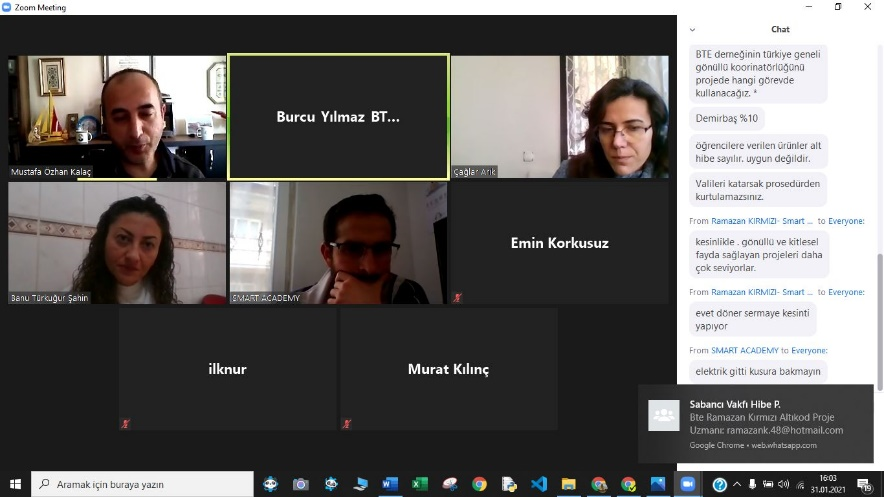 Zoom Meeting
Mustafa Özhan Kalaç
Burcu Yılmaz BT...
Çağlar Arık
Banu Türkuğur Şahin
SMART ACADEMY
Emin Korkusuz
ilknur
Murat Kılınç
Chat
BTE derneğinin türkiye geneli
gönüllü koorinatörlüğünü
projede hangi görevde
kullanacağız. *
Demirbaş %10
öğrencilere verilen ürünler alt
hibe sayılır. uygun değildir.
Valileri katarsak prosedürden
kurtulamazsınız.
From Ramazan KIRMIZI- Smart ... to Everyone:
kesinlikle . gönüllü ve kitlesel
fayda sağlayan projeleri daha
çok seviyorlar.
From Ramazan KIRMIZI- Smart ... to Everyone:
evet döner sermaye kesinti
yapıyor
From SMART ACADEMY to Everyone:
elektrik gitti kusura bakmayın
Sabancı Vakfı Hibe P.
Bte Ramazan Kırmızı Altıkod Proje
Uzmanı: ramazank.48@hotmail.com
Google Chrome • web.whatsapp.com
Aramak için buraya yazın
16:03
31.01.2021
19